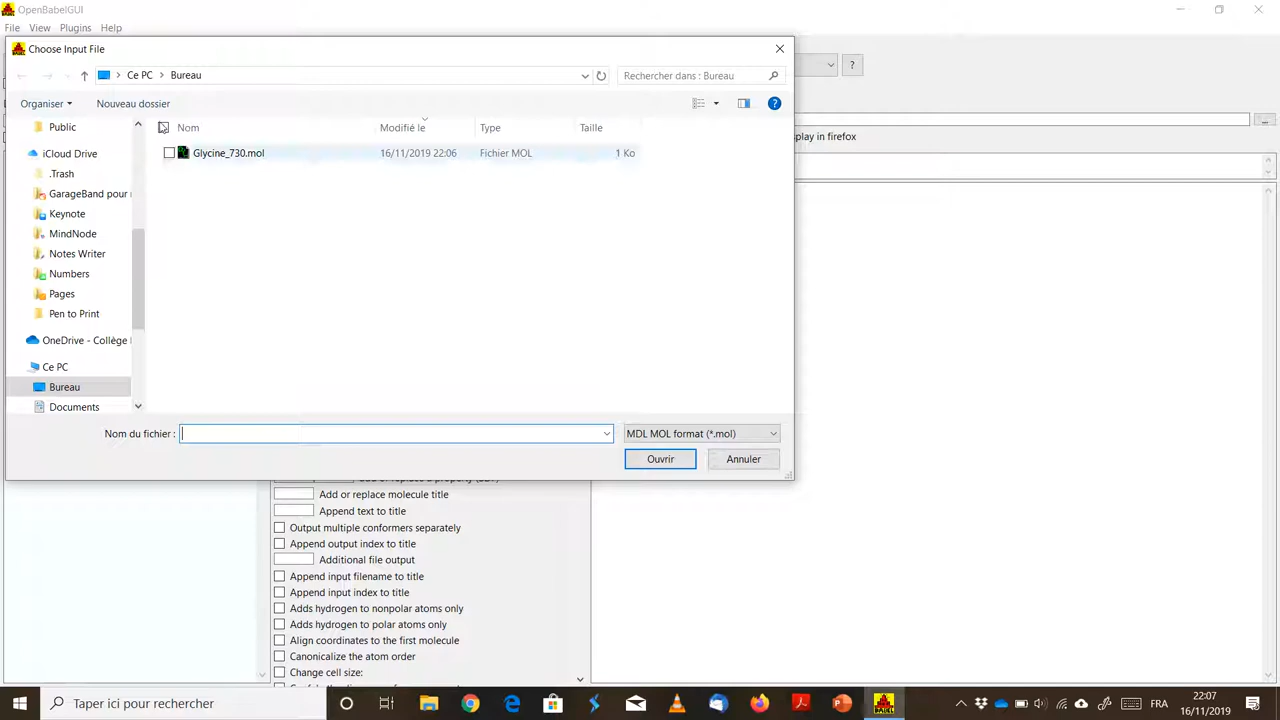 OpenBabelGUI
File View Plugins Help
Choose Input File
Ce PC Bureau
Rechercher dans : Bureau
?
Organiser Nouveau dossier
Public
iCloud Drive
.Trash
GarageBand pour
Keynote
MindNode
Notes Writer
Numbers
Pages
Pen to Print
OneDrive - Collège
Ce PC
Bureau
Documents
Nom Modifié le Type Taille
Glycine_730.mol 16/11/2019 22:06 Fichier MOL 1 Ko
...
play in firefox
Nom du fichier : MDL MOL format (*.mol)
Ouvrir Annuler
Add or replace molecule title
Append text to title
Output multiple conformers separately
Append output index to title
Additional file output
Append input filename to title
Append input index to title
Adds hydrogen to nonpolar atoms only
Adds hydrogen to polar atoms only
Align coordinates to the first molecule
Canonicalize the atom order
Change cell size:
Taper ici pour rechercher
FRA
22:07
16/11/2019